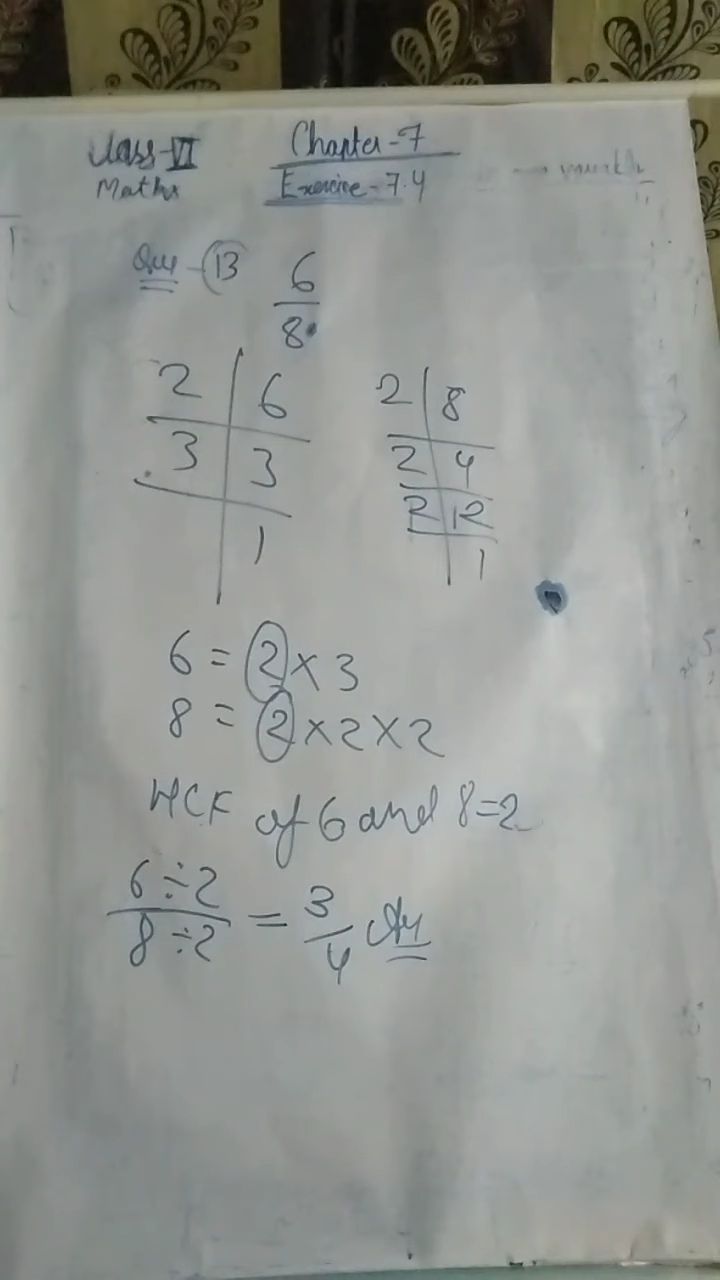 Class-VI Chapter-7
Maths Exercise-7.4
Que-13 6/8
2 | 6
3 | 3
1
2 | 8
2 | 4
2 | 2
1
6 = 2 × 3
8 = 2 × 2 × 2
HCF of 6 and 8=2
6÷2/8÷2 = 3/4 Ans